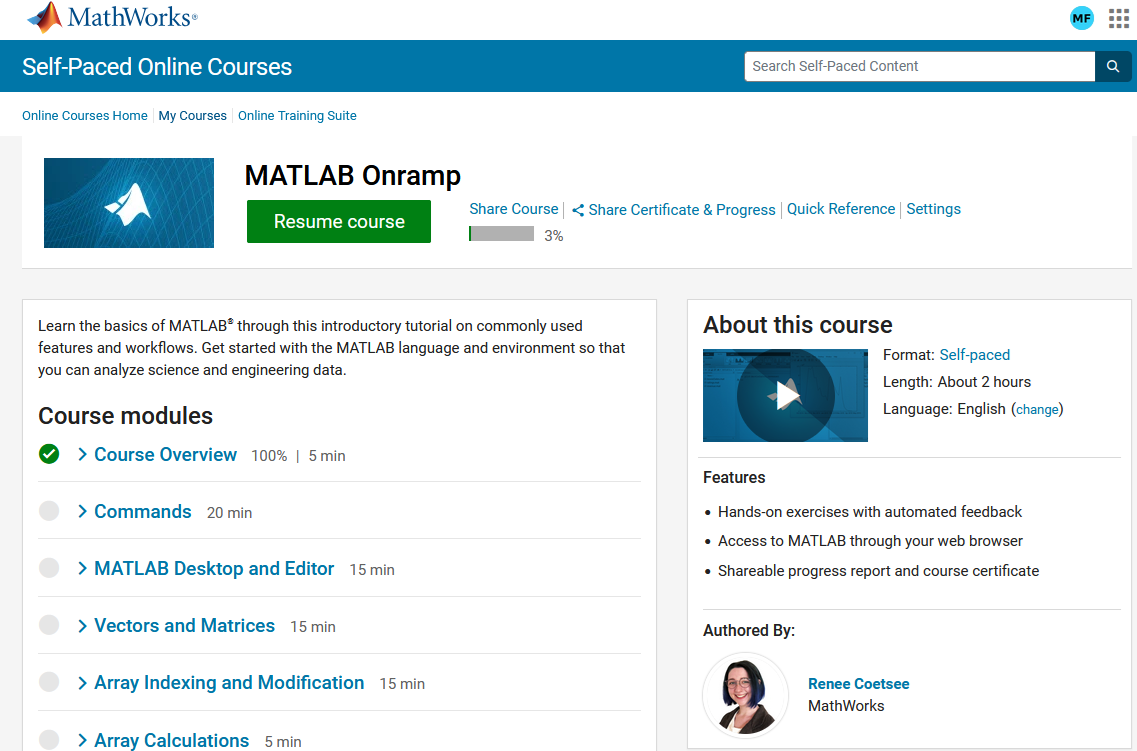 MathWorks®
MF
Self-Paced Online Courses
Search Self-Paced Content
Online Courses Home | My Courses | Online Training Suite
MATLAB Onramp
Resume course
Share Course | Share Certificate & Progress | Quick Reference | Settings
3%
Learn the basics of MATLAB® through this introductory tutorial on commonly used
features and workflows. Get started with the MATLAB language and environment so that
you can analyze science and engineering data.
Course modules
Course Overview 100% | 5 min
Commands 20 min
MATLAB Desktop and Editor 15 min
Vectors and Matrices 15 min
Array Indexing and Modification 15 min
Array Calculations 5 min
About this course
Format: Self-paced
Length: About 2 hours
Language: English (change)
Features
• Hands-on exercises with automated feedback
• Access to MATLAB through your web browser
• Shareable progress report and course certificate
Authored By:
Renee Coetsee
MathWorks